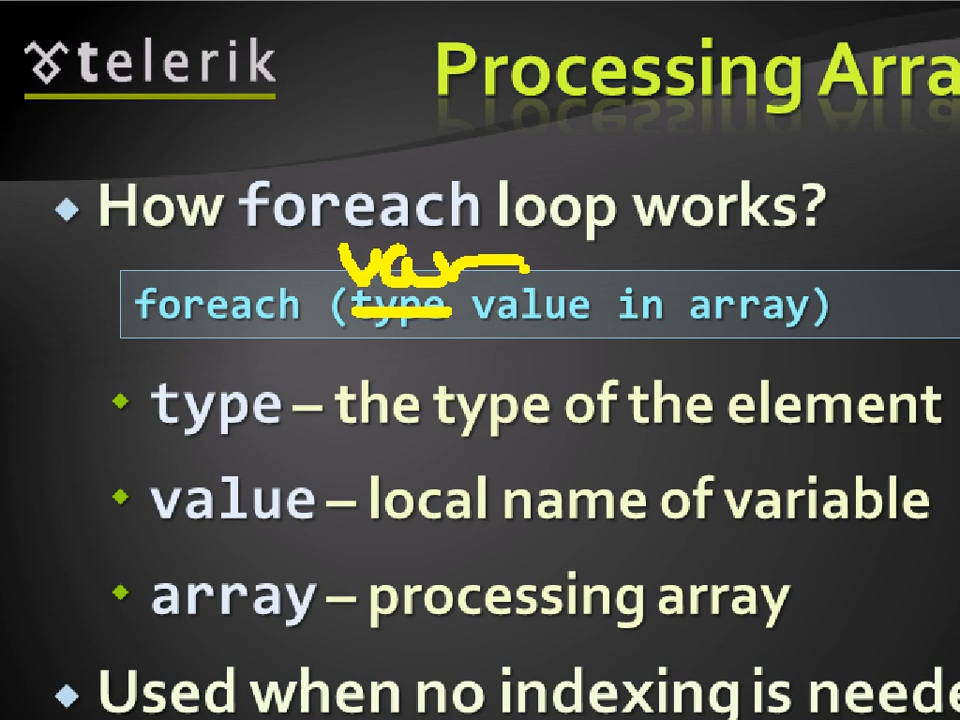 telerik
Processing Arra
How foreach loop works?
var
foreach (type value in array)
type – the type of the element
value – local name of variable
array – processing array
Used when no indexing is neede